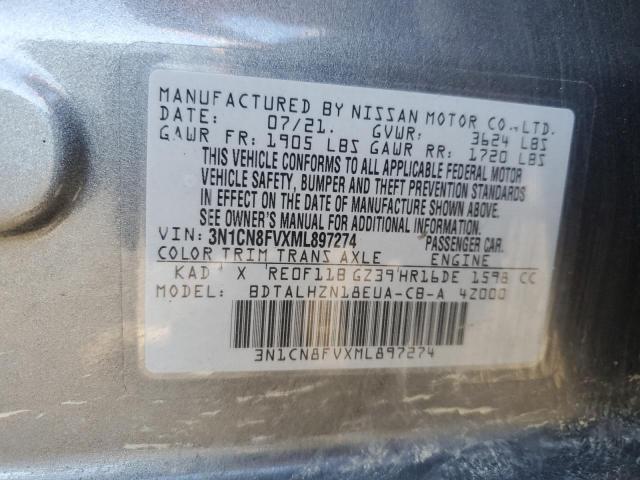 MANUFACTURED BY NISSAN MOTOR CO.,LTD.
DATE: 07/21. GVWR: 3624 LBS
GAWR FR: 1905 LBS GAWR RR: 1720 LBS
THIS VEHICLE CONFORMS TO ALL APPLICABLE FEDERAL MOTOR
VEHICLE SAFETY, BUMPER AND THEFT PREVENTION STANDARDS
IN EFFECT ON THE DATE OF MANUFACTURE SHOWN ABOVE.
SEE OWNER'S MANUAL FOR ADDITIONAL INFORMATION.
VIN: 3N1CN8FVXML897274 PASSENGER CAR.
COLOR TRIM TRANS AXLE ENGINE
KAD X RE0F11B GZ39 HR16DE 1598 CC
MODEL: BDTALHZN18EUA-CB-A 4Z000
3N1CN8FVXML897274